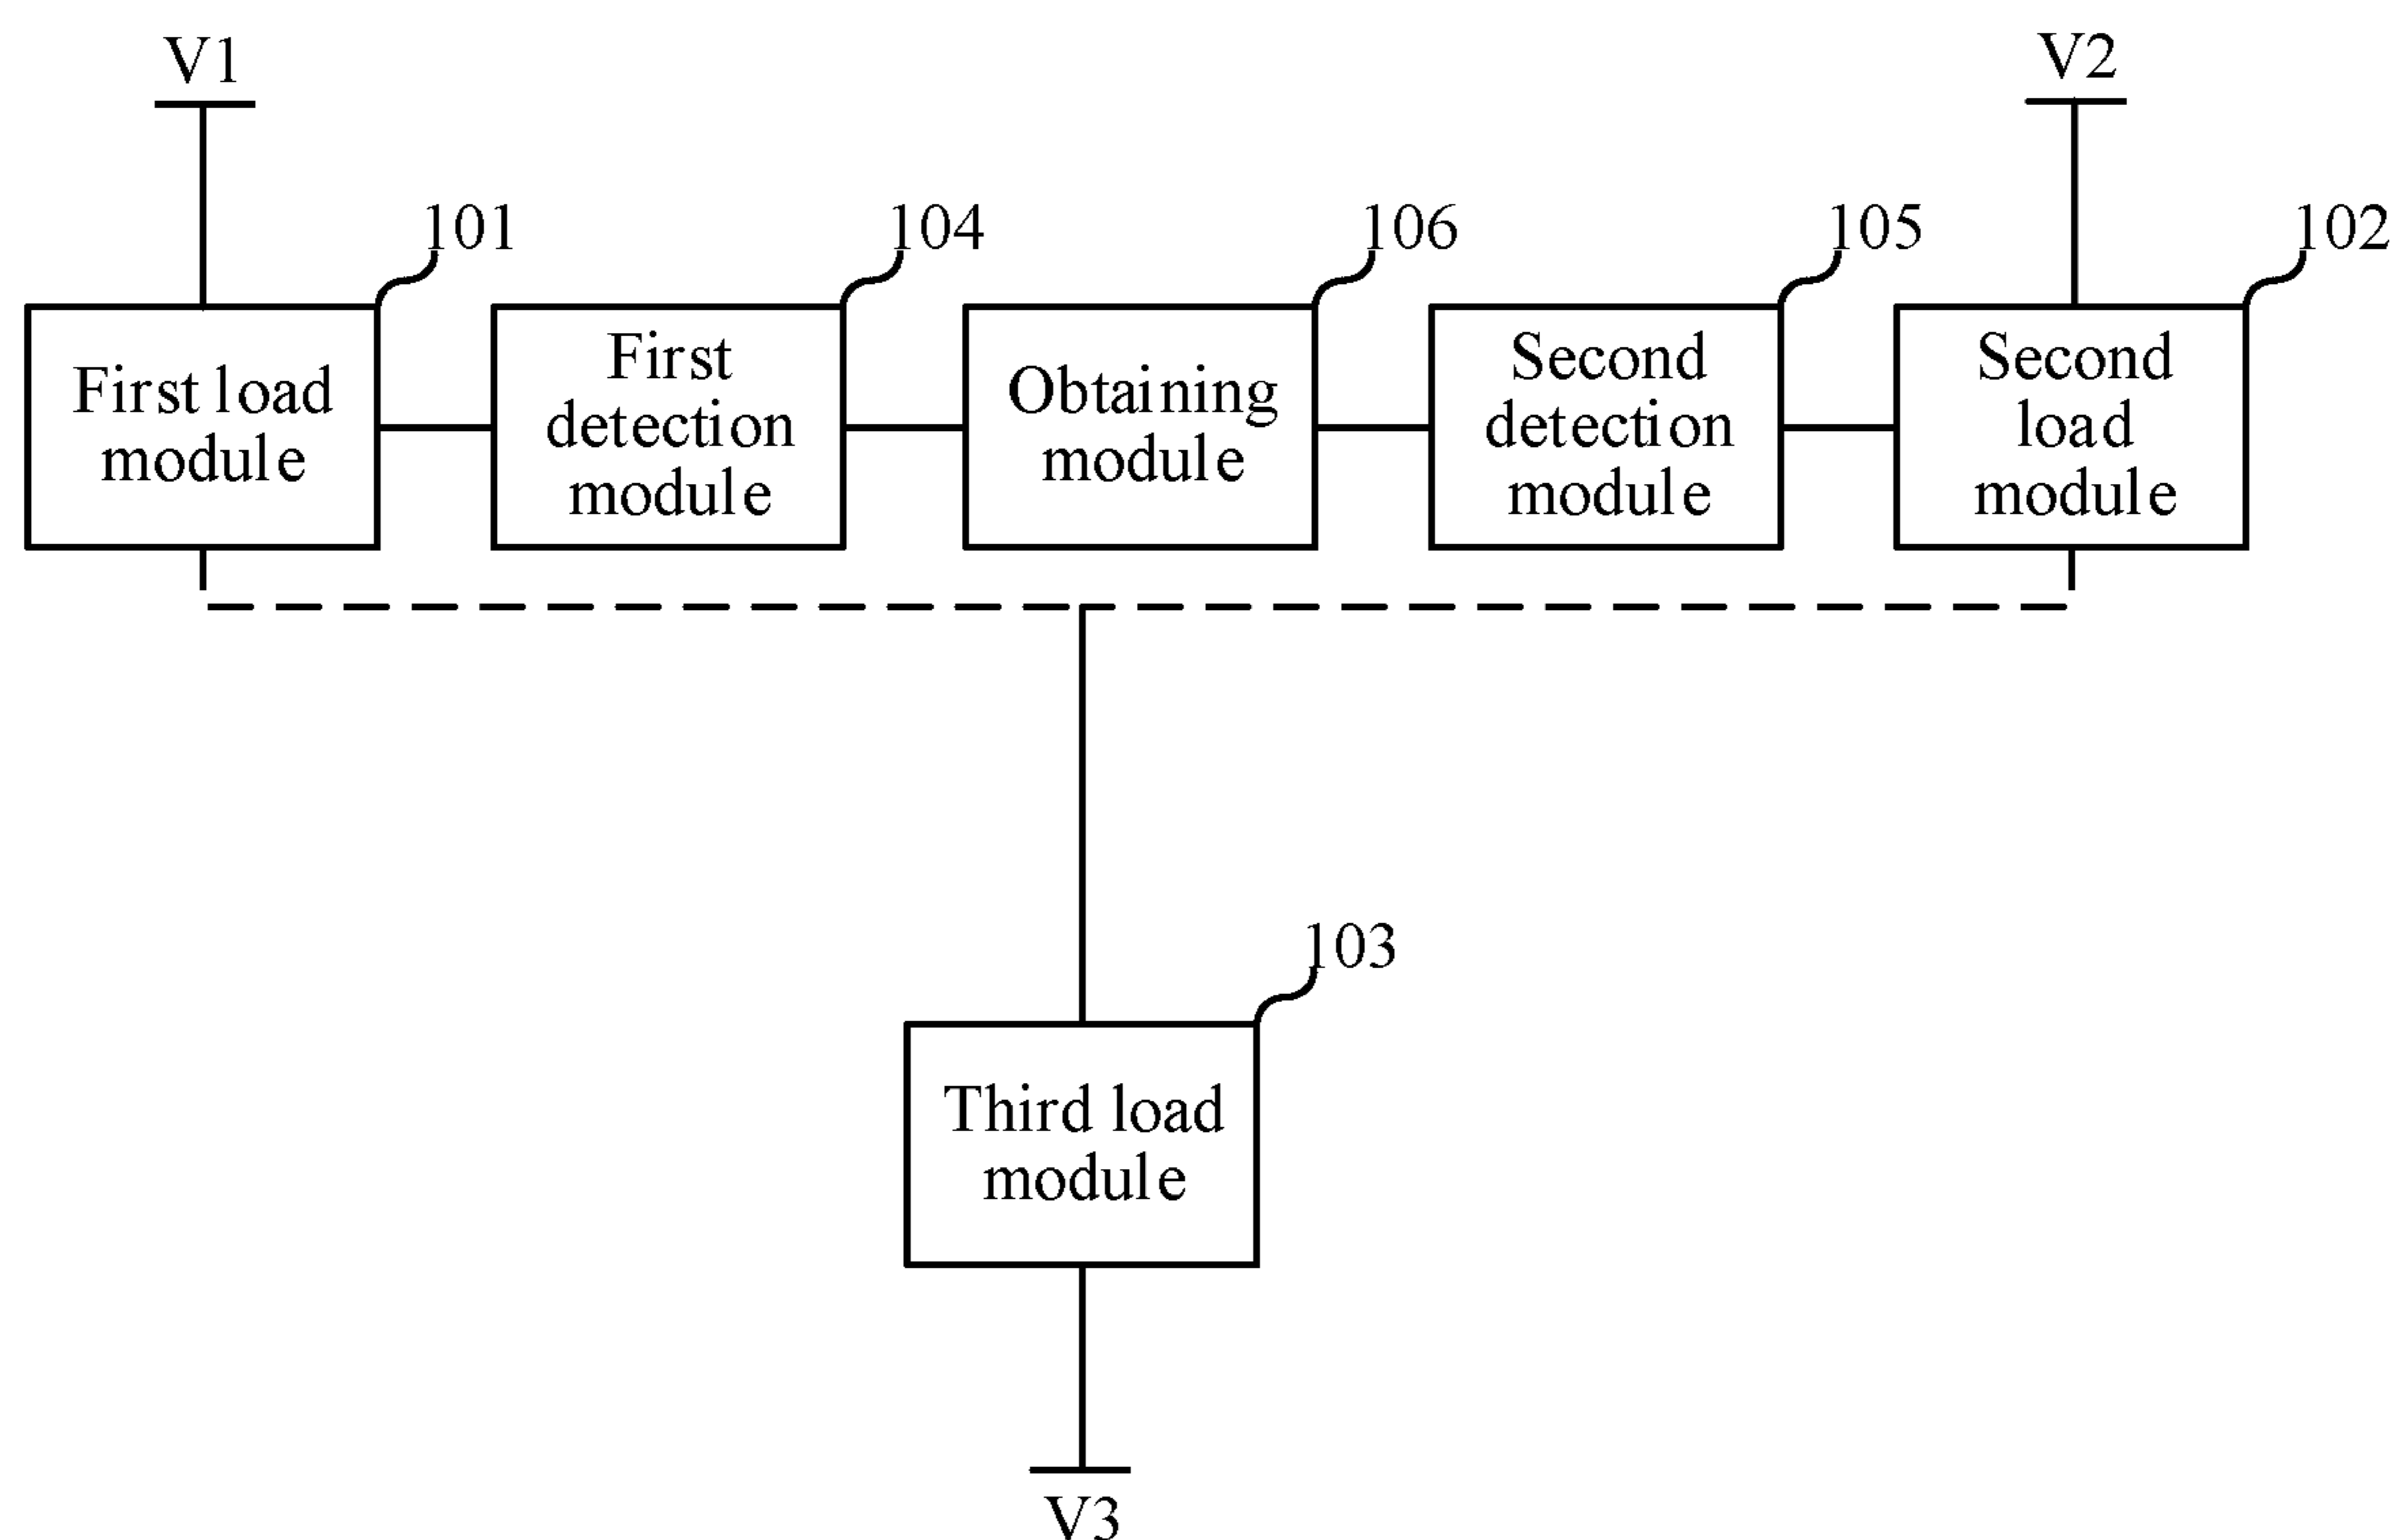 V1
V2
101
104
106
105
102
First load
module
First
detection
module
Obtaining
module
Second
detection
module
Second
load
module
103
Third load
module
V3